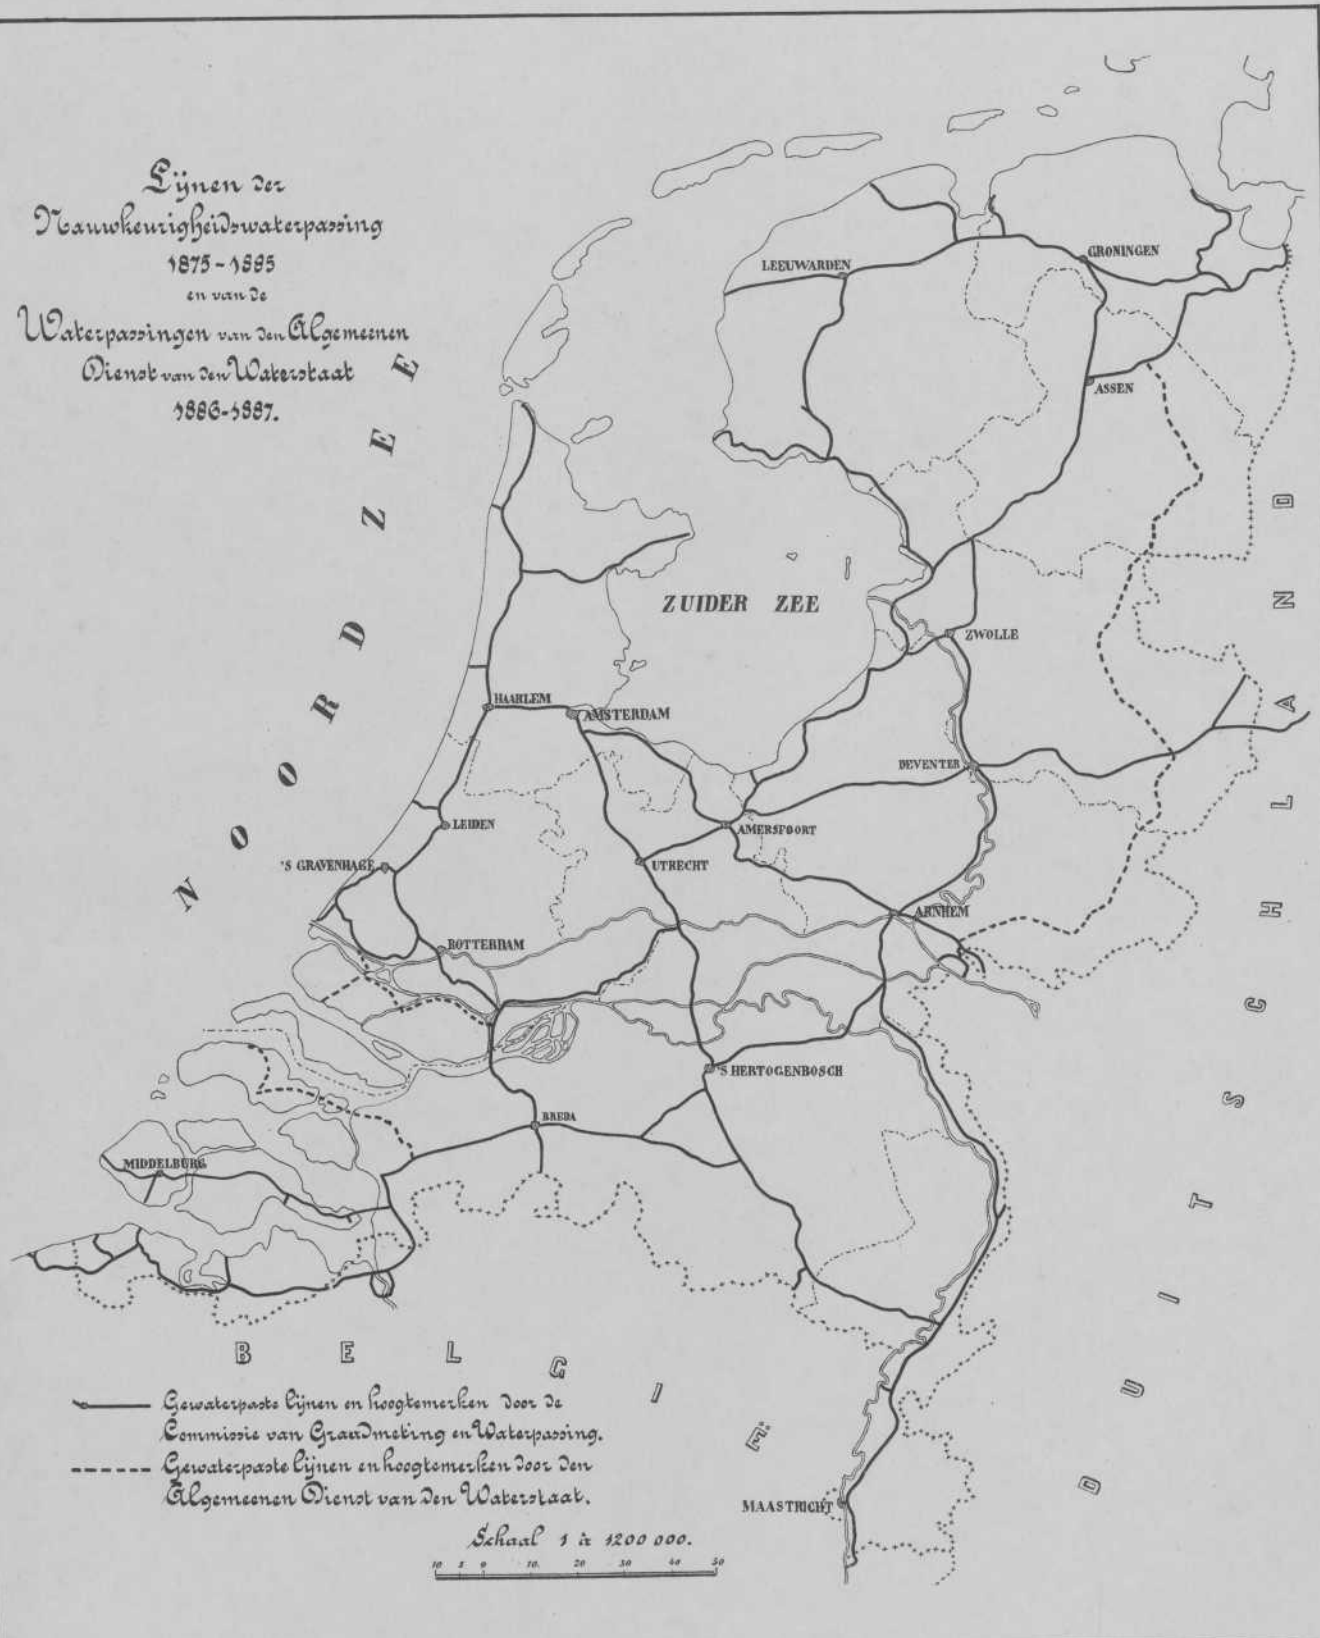 Lijnen der
Nauwkeurigheidswaterpassing
1875-1885
en van de
Waterpassingen van den Algemeenen
Dienst van den Waterstaat
1886-1887.
NOORDZEE
ZUIDER ZEE
DUITSCHLAND
BELGIE.
LEEUWARDEN
GRONINGEN
ASSEN
ZWOLLE
HAARLEM
AMSTERDAM
DEVENTER
LEIDEN
AMERSFOORT
'S GRAVENHAGE
UTRECHT
ARNHEM
ROTTERDAM
'S HERTOGENBOSCH
BREDA
MIDDELBURG
MAASTRICHT
Gewaterpaste lijnen en hoogtemerken door de
Commissie van Graadmeting en Waterpassing.
Gewaterpaste lijnen en hoogtemerken door den
Algemeenen Dienst van den Waterstaat.
Schaal 1 à 1200 000.
10 5 0 10. 20 30 40 50